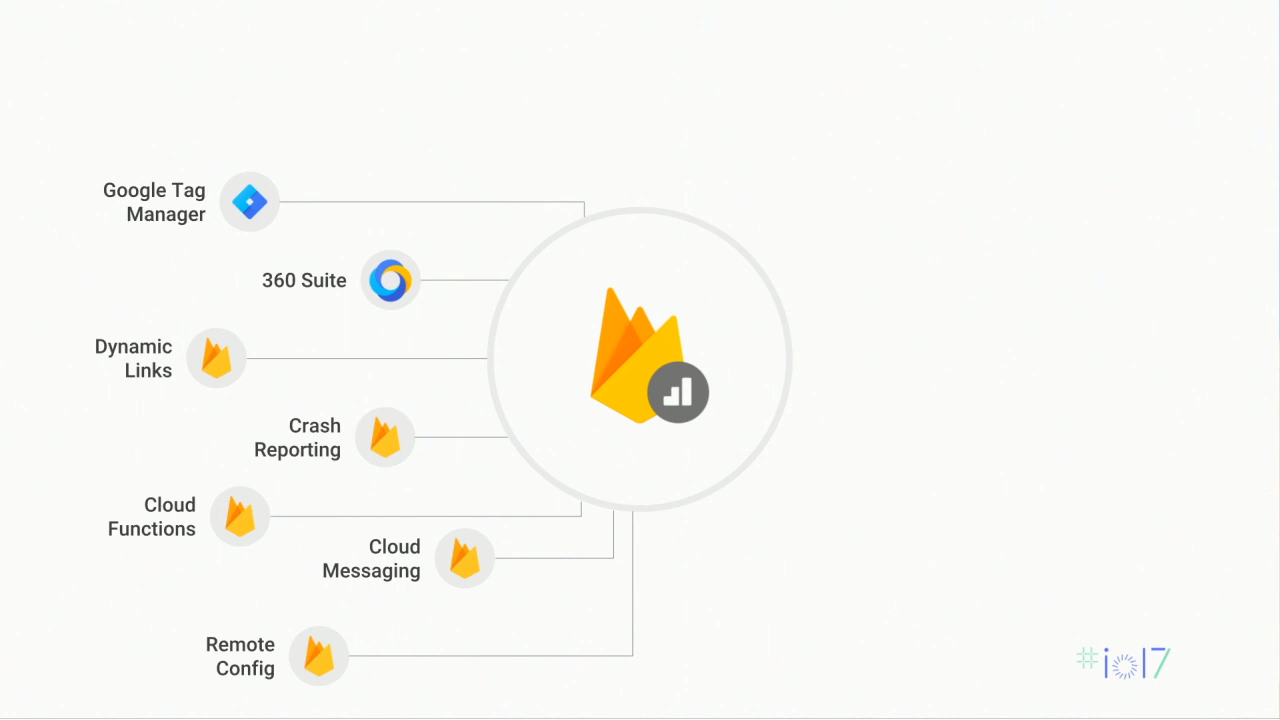 Google Tag
Manager
360 Suite
Dynamic
Links
Crash
Reporting
Cloud
Functions
Cloud
Messaging
Remote
Config
#io17